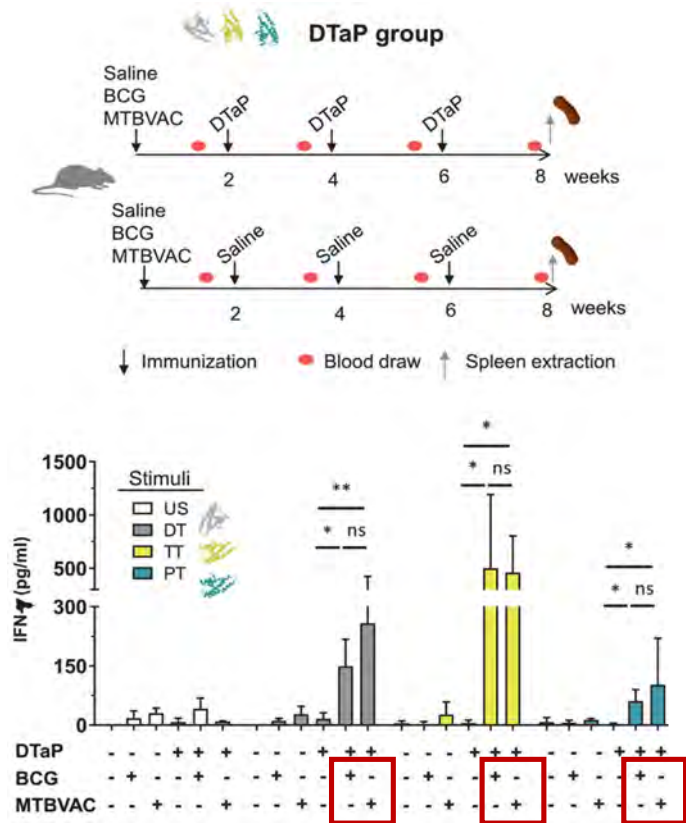 DTaP group
Saline
BCG
MTBVAC
DTaP DTaP DTaP
2 4 6 8 weeks
Saline
BCG
MTBVAC
Saline Saline Saline
2 4 6 8 weeks
Immunization Blood draw Spleen extraction
IFN-γ (pg/ml)
1500
1000
500
300
150
0
Stimuli
US
DT
TT
PT
**
* ns
*
* ns
*
* ns
DTaP - - - + + + - - - + + + - - - + + + - - - + + +
BCG - + - - + - - + - - + - - + - - + - - + - - + -
MTBVAC - - + - - + - - + - - + - - + - - + - - + - - +